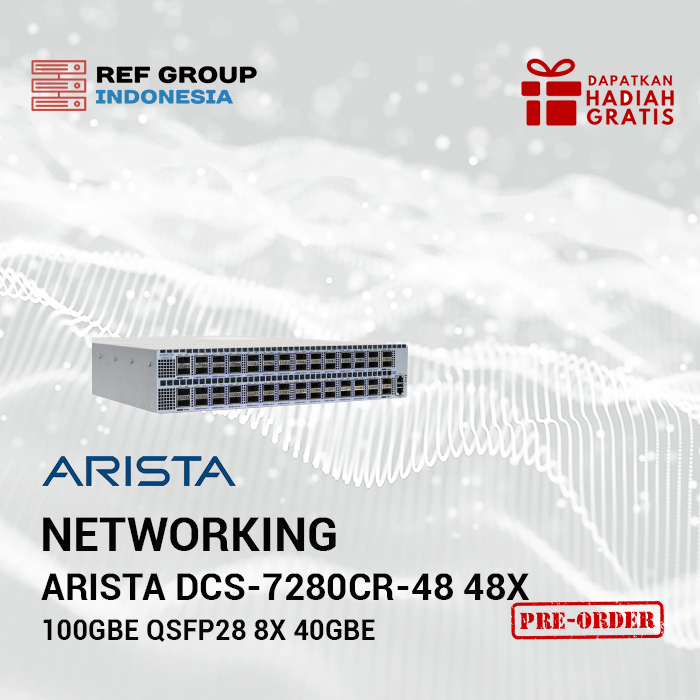 REF GROUP
INDONESIA
DAPATKAN
HADIAH
GRATIS
ARISTA
NETWORKING
ARISTA DCS-7280CR-48 48X
100GBE QSFP28 8X 40GBE
PRE-ORDER